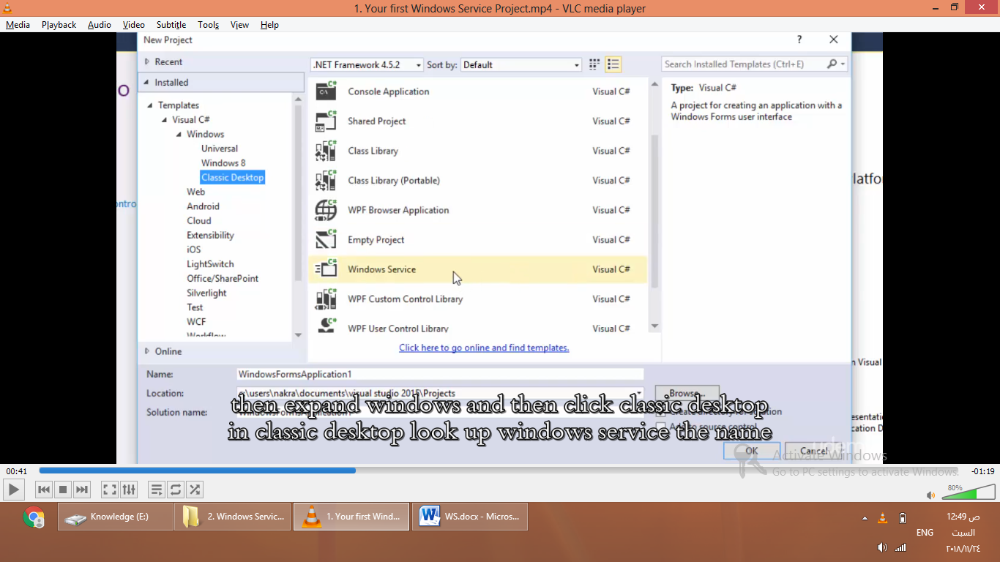 1. Your first Windows Service Project.mp4 - VLC media player
Media Playback Audio Video Subtitle Tools View Help
New Project
?
Recent
.NET Framework 4.5.2
Sort by:
Default
Search Installed Templates (Ctrl+E)
Installed
Templates
Visual C#
Windows
Universal
Windows 8
Classic Desktop
Web
Android
Cloud
Extensibility
iOS
LightSwitch
Office/SharePoint
Silverlight
Test
WCF
Workflow
Online
Console Application Visual C#
Shared Project Visual C#
Class Library Visual C#
Class Library (Portable) Visual C#
WPF Browser Application Visual C#
Empty Project Visual C#
Windows Service Visual C#
WPF Custom Control Library Visual C#
WPF User Control Library Visual C#
Click here to go online and find templates.
Type: Visual C#
A project for creating an application with a
Windows Forms user interface
Name: WindowsFormsApplication1
Location: c:\users\nakra\documents\visual studio 2015\Projects
Browse...
Solution name: WindowsFormsApplication1
Create directory for solution
Add to source control
OK Cancel
then expand windows and then click classic desktop
in classic desktop look up windows service the name
udemy
Activate Windows
Go to PC settings to activate Windows.
00:41
-01:19
80%
Knowledge (E:)
2. Windows Servic...
1. Your first Wind...
WS.docx - Micros...
ENG
12:49 ص
السبت
٢٠١٨/١١/٢٤